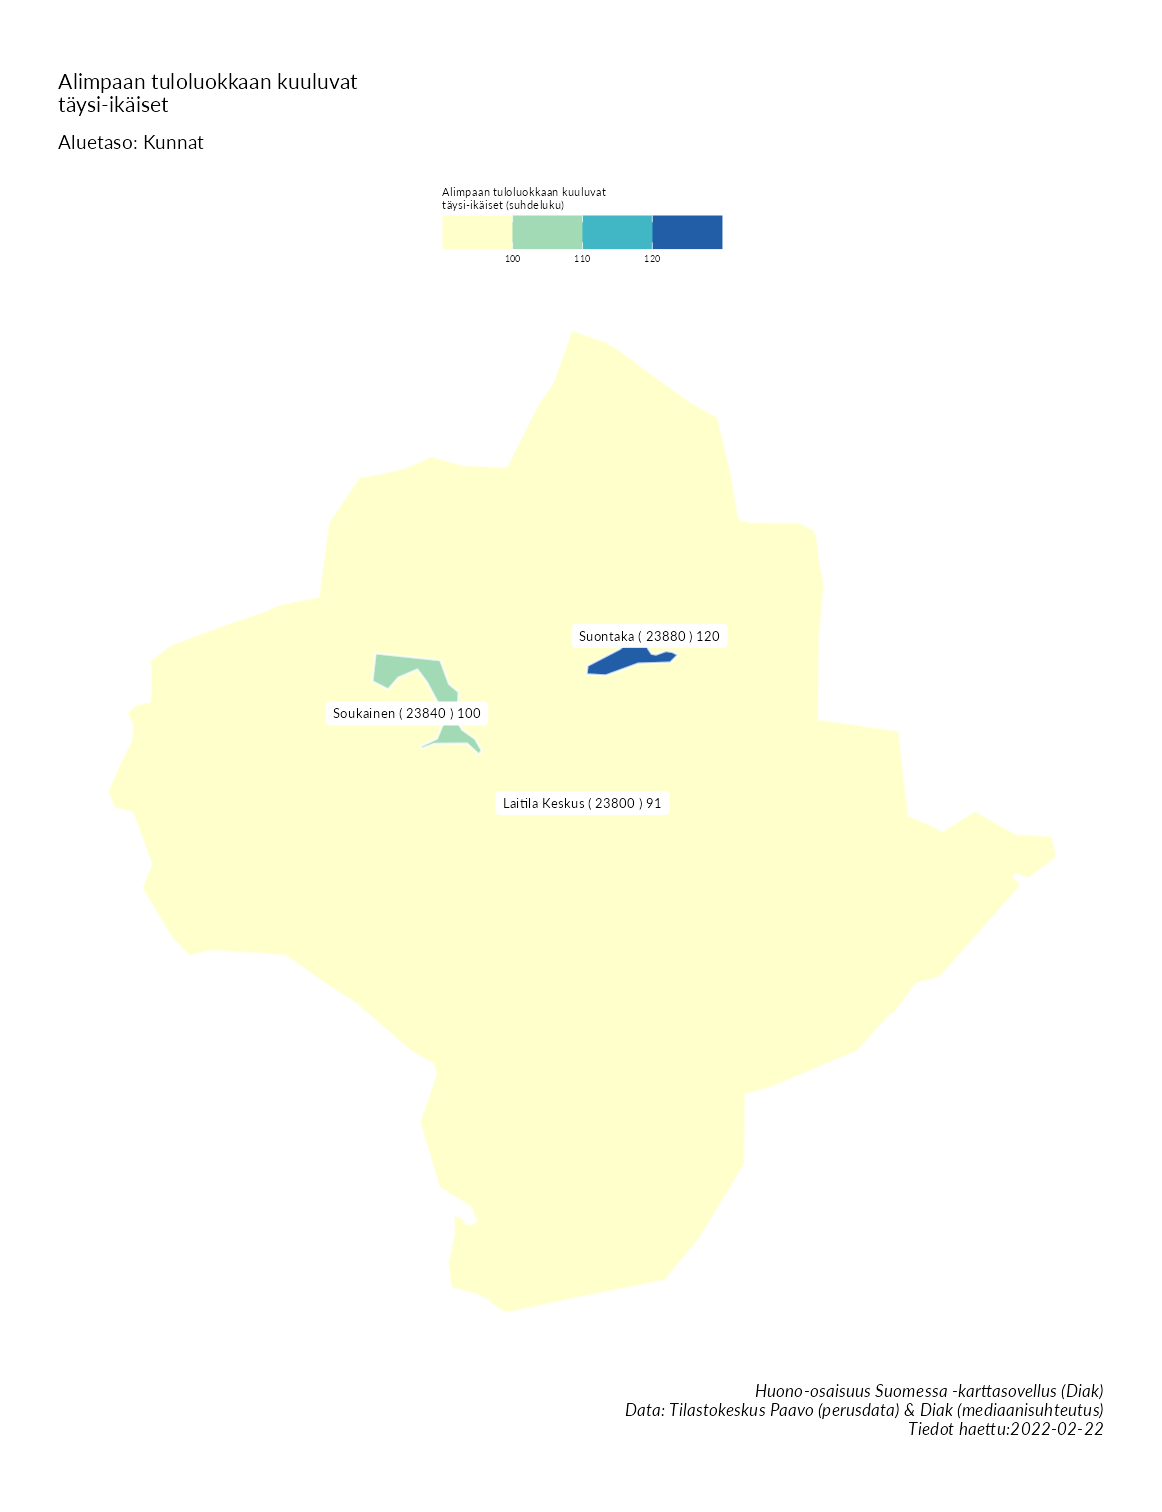 Alimpaan tuloluokkaan kuuluvat
täysi-ikäiset
Aluetaso: Kunnat
Alimpaan tuloluokkaan kuuluvat
täysi-ikäiset (suhdeluku)
100 110 120
Suontaka ( 23880 ) 120
Soukainen ( 23840 ) 100
Laitila Keskus ( 23800 ) 91
Huono-osaisuus Suomessa -karttasovellus (Diak)
Data: Tilastokeskus Paavo (perusdata) & Diak (mediaanisuhteutus)
Tiedot haettu:2022-02-22